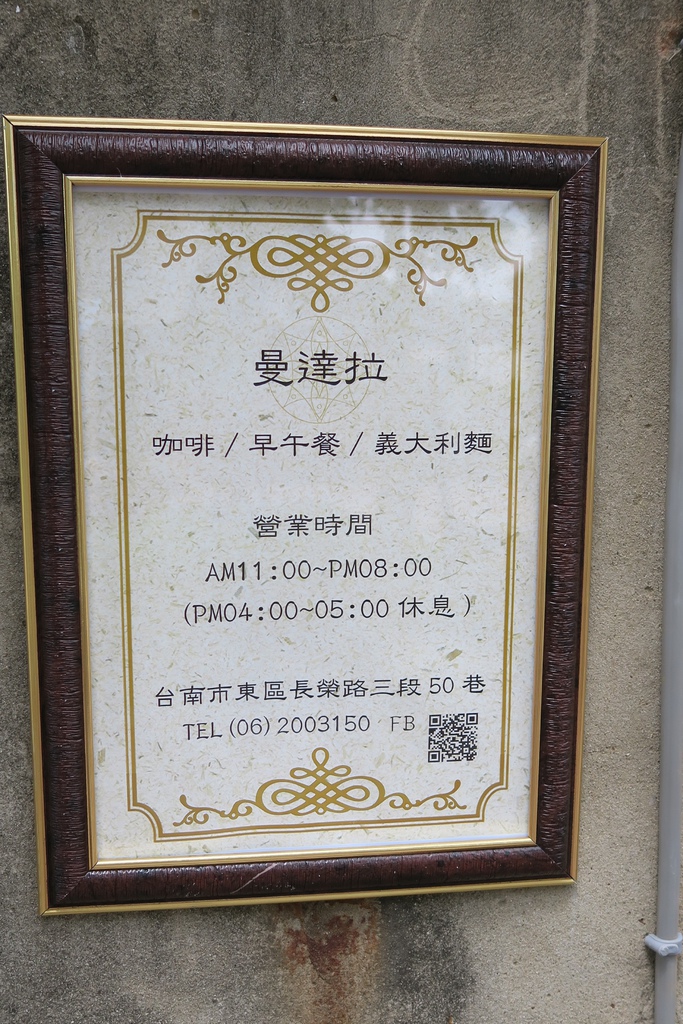 曼達拉
咖啡 / 早午餐 / 義大利麵
營業時間
AM11:00~PM08:00
(PM04:00~05:00 休息 )
台南市東區長榮路三段 50 巷
TEL (06) 2003150 FB